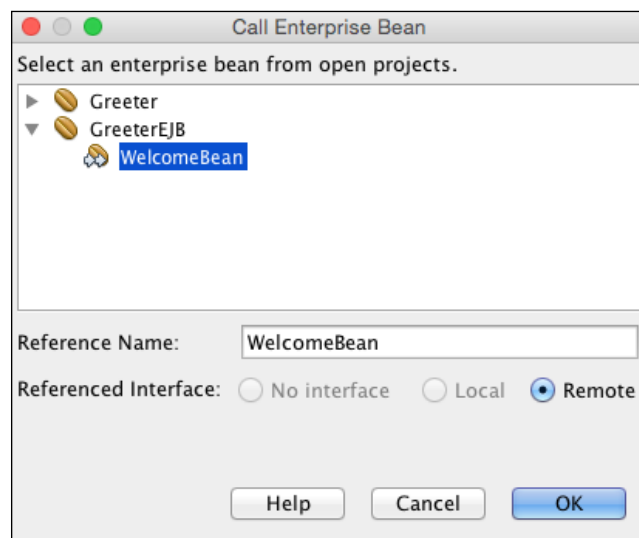 Call Enterprise Bean
Select an enterprise bean from open projects.
Greeter
GreeterEJB
WelcomeBean
Reference Name: WelcomeBean
Referenced Interface: No interface Local Remote
Help Cancel OK